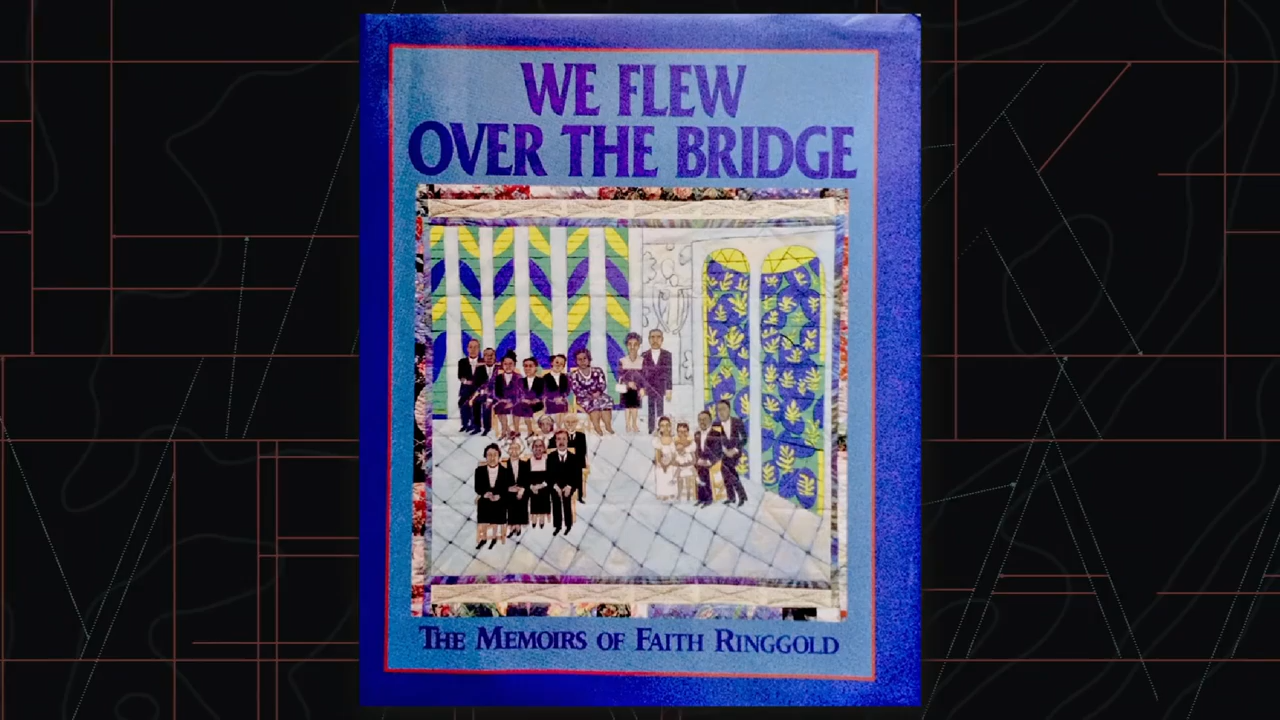 WE FLEW
OVER THE BRIDGE
THE MEMOIRS OF FAITH RINGGOLD